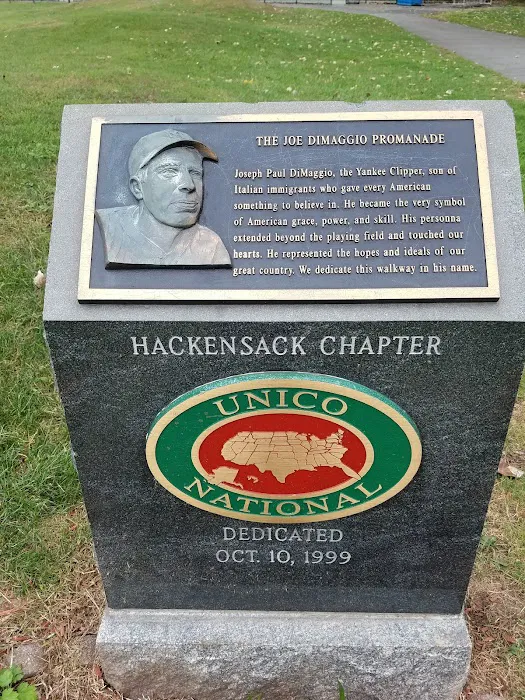 THE JOE DIMAGGIO PROMANADE
Joseph Paul DiMaggio, the Yankee Clipper, son of
Italian immigrants who gave every American
something to believe in. He became the very symbol
of American grace, power, and skill. His personna
extended beyond the playing field and touched our
hearts. He represented the hopes and ideals of our
great country. We dedicate this walkway in his name.
HACKENSACK CHAPTER
UNICO
NATIONAL
DEDICATED
OCT. 10, 1999